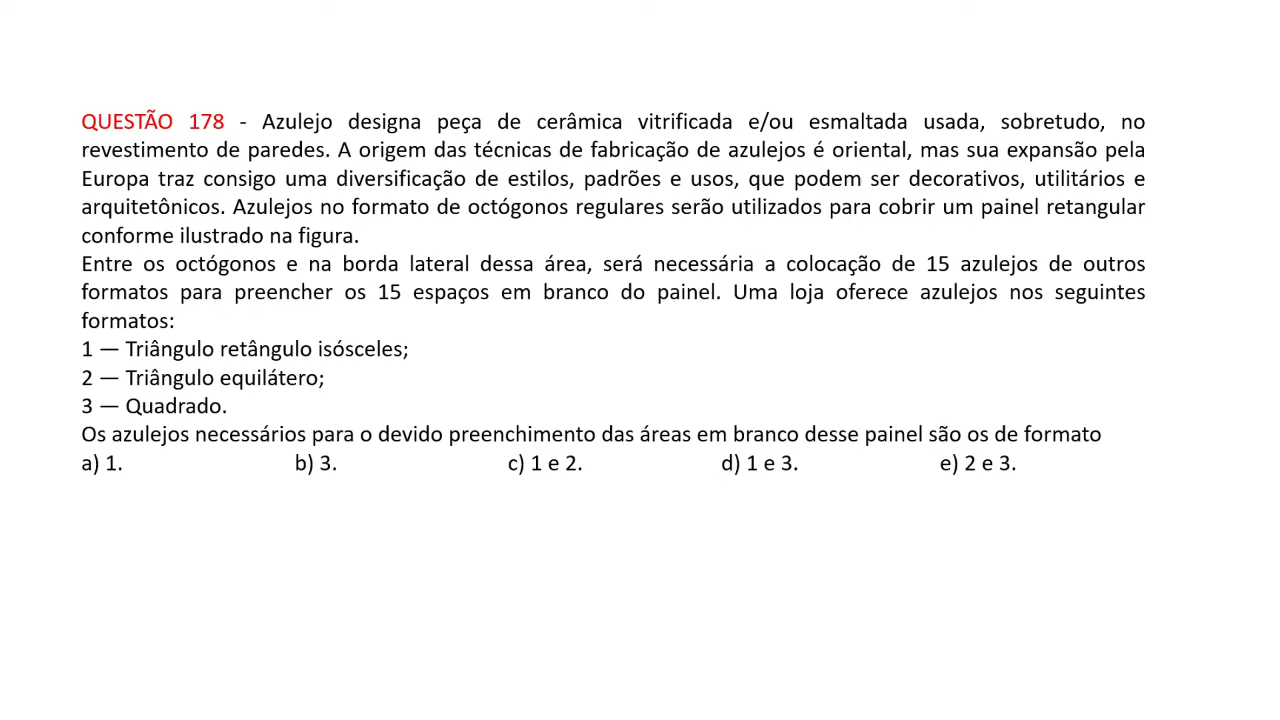 QUESTÃO 178 - Azulejo designa peça de cerâmica vitrificada e/ou esmaltada usada, sobretudo, no
revestimento de paredes. A origem das técnicas de fabricação de azulejos é oriental, mas sua expansão pela
Europa traz consigo uma diversificação de estilos, padrões e usos, que podem ser decorativos, utilitários e
arquitetônicos. Azulejos no formato de octógonos regulares serão utilizados para cobrir um painel retangular
conforme ilustrado na figura.
Entre os octógonos e na borda lateral dessa área, será necessária a colocação de 15 azulejos de outros
formatos para preencher os 15 espaços em branco do painel. Uma loja oferece azulejos nos seguintes
formatos:
1 — Triângulo retângulo isósceles;
2 — Triângulo equilátero;
3 — Quadrado.
Os azulejos necessários para o devido preenchimento das áreas em branco desse painel são os de formato
a) 1. b) 3. c) 1 e 2. d) 1 e 3. e) 2 e 3.